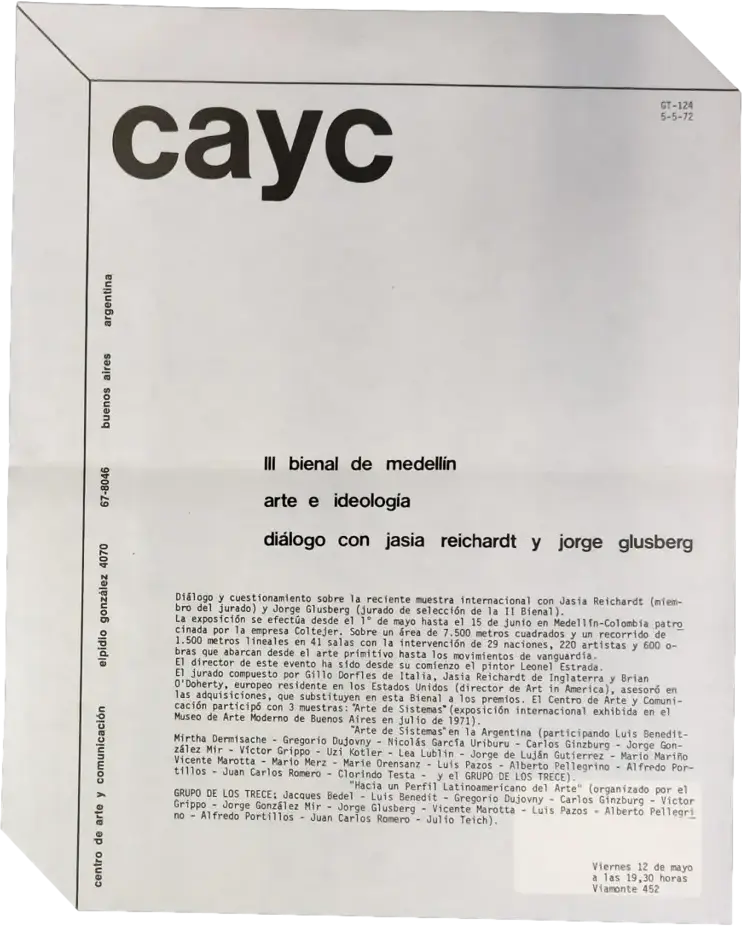 cayc
GT-124
5-5-72
centro de arte y comunicación elpidio gonzález 4070 67-8046 buenos aires argentina
III bienal de medellín
arte e ideología
diálogo con jasia reichardt y jorge glusberg
Diálogo y cuestionamiento sobre la reciente muestra internacional con Jasia Reichardt (miem-
bro del jurado) y Jorge Glusberg (jurado de selección de la II Bienal).
La exposición se efectúa desde el 1° de mayo hasta el 15 de junio en Medellín-Colombia patro
cinada por la empresa Coltejer. Sobre un área de 7.500 metros cuadrados y un recorrido de
1.500 metros lineales en 41 salas con la intervención de 29 naciones, 220 artistas y 600 o-
bras que abarcan desde el arte primitivo hasta los movimientos de vanguardia.
El director de este evento ha sido desde su comienzo el pintor Leonel Estrada.
El jurado compuesto por Gillo Dorfles de Italia, Jasia Reichardt de Inglaterra y Brian
O'Doherty, europeo residente en los Estados Unidos (director de Art in America), asesoró en
las adquisiciones, que substituyen en esta Bienal a los premios. El Centro de Arte y Comuni-
cación participó con 3 muestras: "Arte de Sistemas" (exposición internacional exhibida en el
Museo de Arte Moderno de Buenos Aires en julio de 1971).
"Arte de Sistemas" en la Argentina (participando Luis Benedit-
Mirtha Dermisache - Gregorio Dujovny - Nicolás García Uriburu - Carlos Ginzburg - Jorge Gon-
zález Mir - Víctor Grippo - Uzi Kotler - Lea Lublin - Jorge de Luján Gutierrez - Mario Mariño
Vicente Marotta - Mario Merz - Marie Orensanz - Luis Pazos - Alberto Pellegrino - Alfredo Por-
tillos - Juan Carlos Romero - Clorindo Testa - y el GRUPO DE LOS TRECE).
"Hacia un Perfil Latinoamericano del Arte" (organizado por el
GRUPO DE LOS TRECE; Jacques Bedel - Luis Benedit - Gregorio Dujovny - Carlos Ginzburg - Victor
Grippo - Jorge González Mir - Jorge Glusberg - Vicente Marotta - Luis Pazos - Alberto Pellegri
no - Alfredo Portillos - Juan Carlos Romero - Julio Teich).
Viernes 12 de mayo
a las 19,30 horas
Viamonte 452